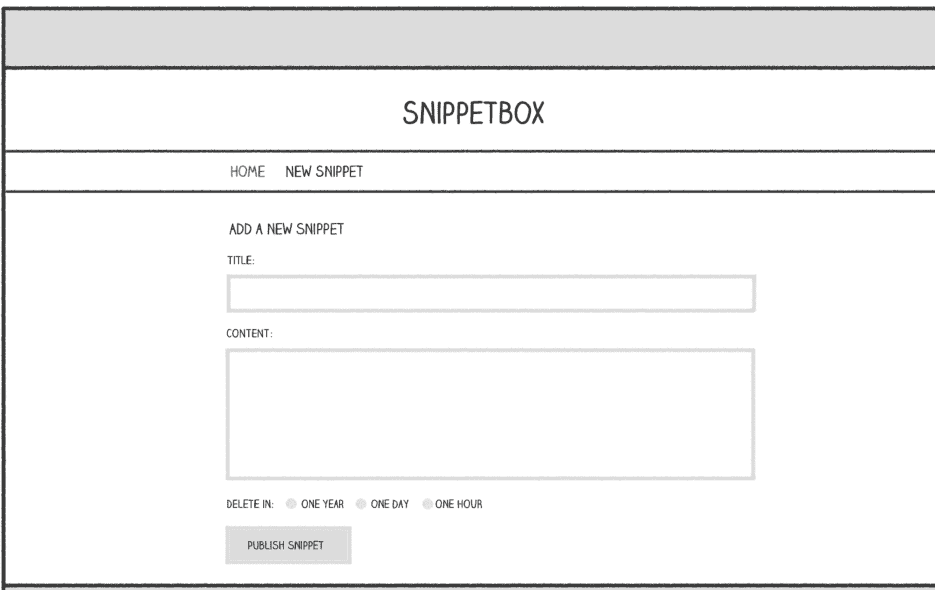 SNIPPETBOX
HOME NEW SNIPPET
ADD A NEW SNIPPET
TITLE:
CONTENT:
DELETE IN: ONE YEAR ONE DAY ONE HOUR
PUBLISH SNIPPET